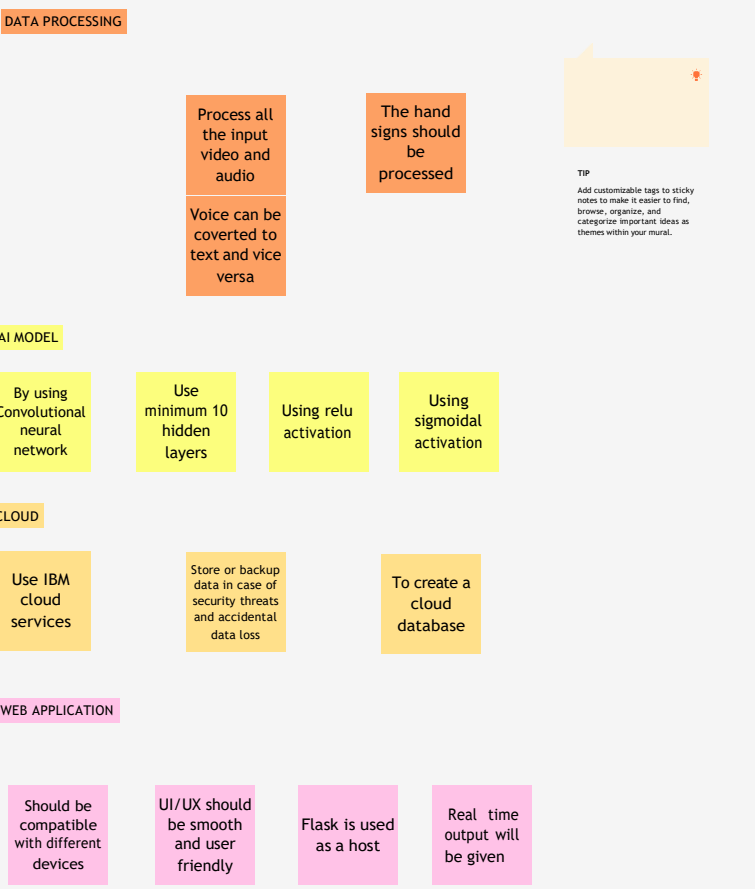 DATA PROCESSING
Process all
the input
video and
audio
The hand
signs should
be
processed
Voice can be
coverted to
text and vice
versa
TIP
Add customizable tags to sticky
notes to make it easier to find,
browse, organize, and
categorize important ideas as
themes within your mural.
AI MODEL
By using
Convolutional
neural
network
Use
minimum 10
hidden
layers
Using relu
activation
Using
sigmoidal
activation
CLOUD
Use IBM
cloud
services
Store or backup
data in case of
security threats
and accidental
data loss
To create a
cloud
database
WEB APPLICATION
Should be
compatible
with different
devices
UI/UX should
be smooth
and user
friendly
Flask is used
as a host
Real time
output will
be given